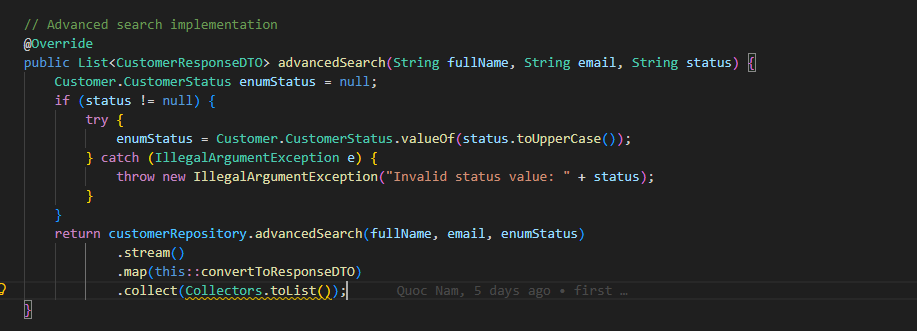 // Advanced search implementation
@Override
public List<CustomerResponseDTO> advancedSearch(String fullName, String email, String status) {
    Customer.CustomerStatus enumStatus = null;
    if (status != null) {
        try {
            enumStatus = Customer.CustomerStatus.valueOf(status.toUpperCase());
        } catch (IllegalArgumentException e) {
            throw new IllegalArgumentException("Invalid status value: " + status);
        }
    }
    return customerRepository.advancedSearch(fullName, email, enumStatus)
            .stream()
            .map(this::convertToResponseDTO)
            .collect(Collectors.toList()); Quoc Nam, 5 days ago • first …
}